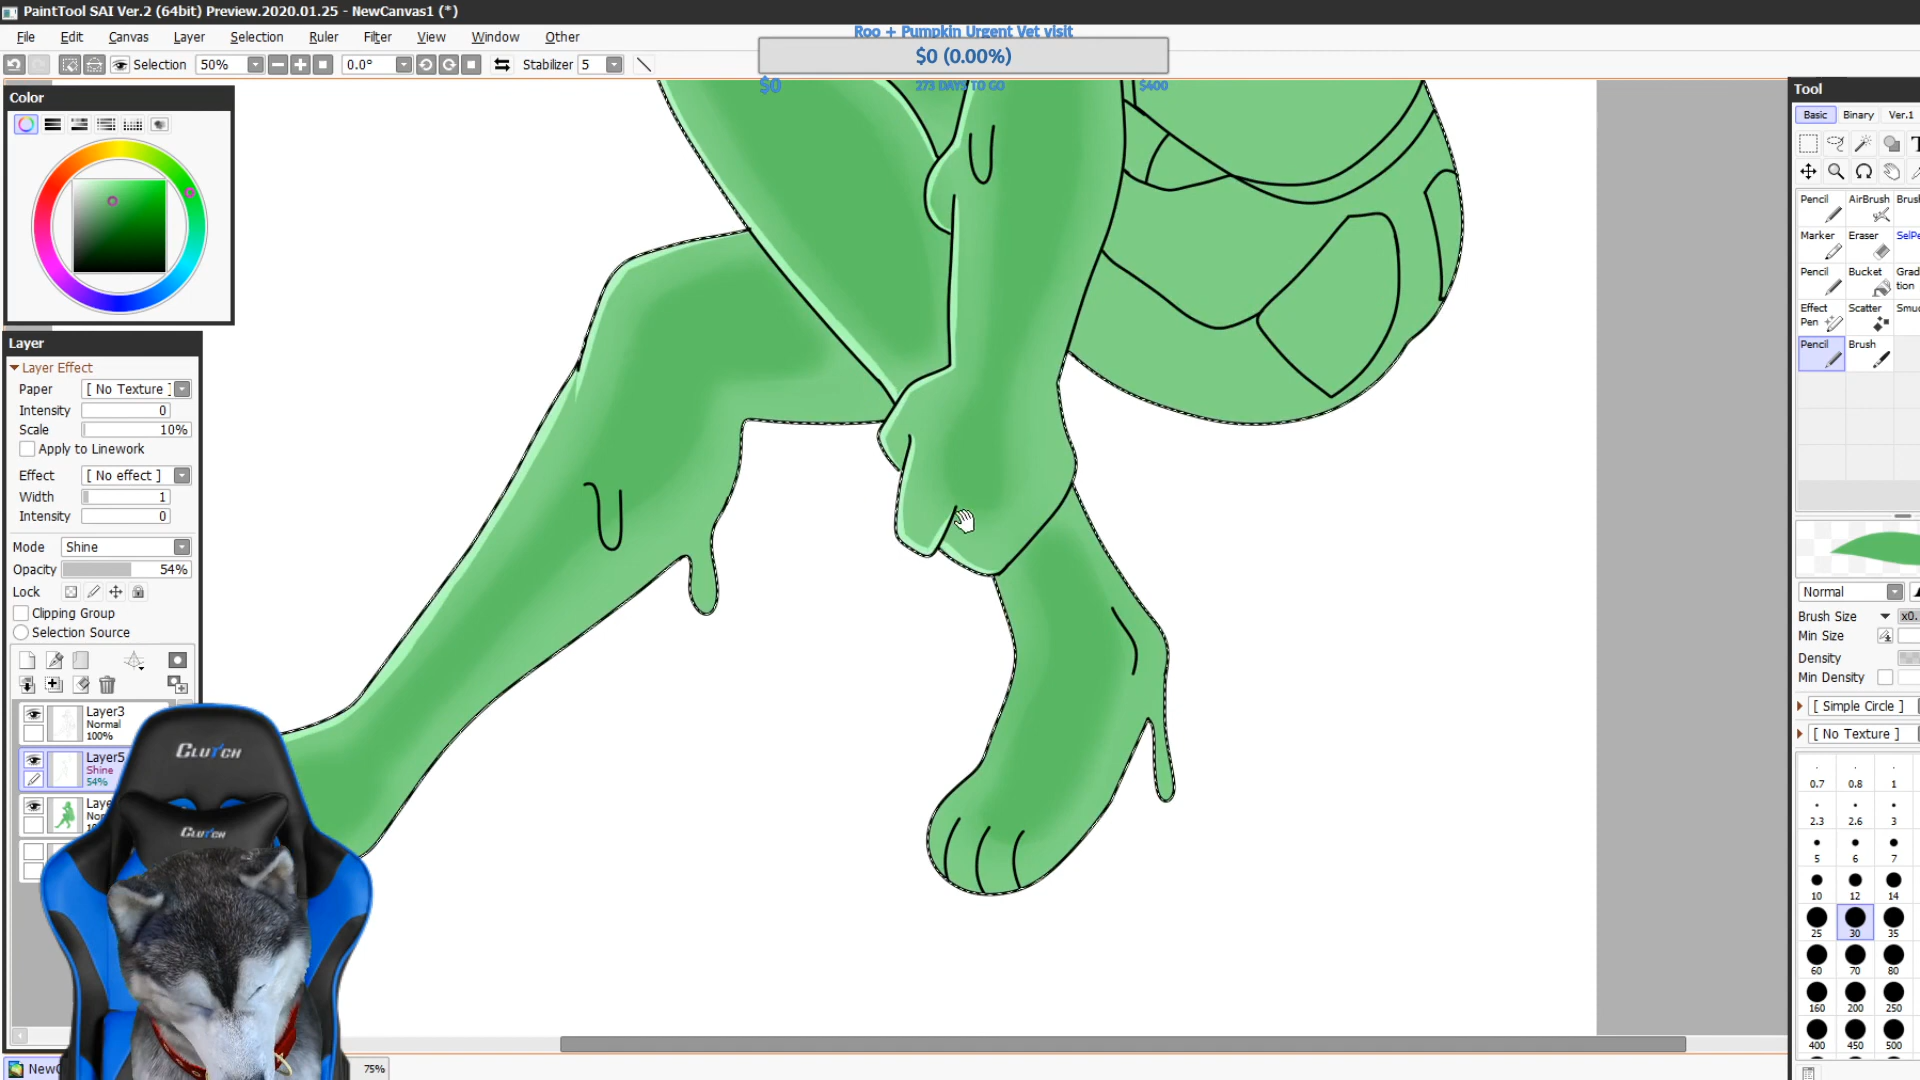 PaintTool SAI Ver.2 (64bit) Preview.2020.01.25 - NewCanvas1 (*)
File Edit Canvas Layer Selection Ruler Filter View Window Other
Roo + Pumpkin Urgent Vet visit
$0 (0.00%)
$0 273 DAYS TO GO $400
Selection 50% 0.0° Stabilizer 5
Color
Layer
Layer Effect
Paper [ No Texture ]
Intensity 0
Scale 10%
Apply to Linework
Effect [ No effect ]
Width 1
Intensity 0
Mode Shine
Opacity 54%
Lock
Clipping Group
Selection Source
Layer3
Normal
100%
Layer5
Shine
54%
Tool
Basic Binary Ver.1
Pencil AirBrush
Marker Eraser
Pencil Bucket
Effect Pen Scatter
Pencil Brush
Normal
Brush Size
Min Size
Density
Min Density
[ Simple Circle ]
[ No Texture ]
0.7 0.8 1
2.3 2.6 3
5 6 7
10 12 14
25 30 35
60 70 80
160 200 250
400 450 500
CLUTCH
CLUTCH
75%